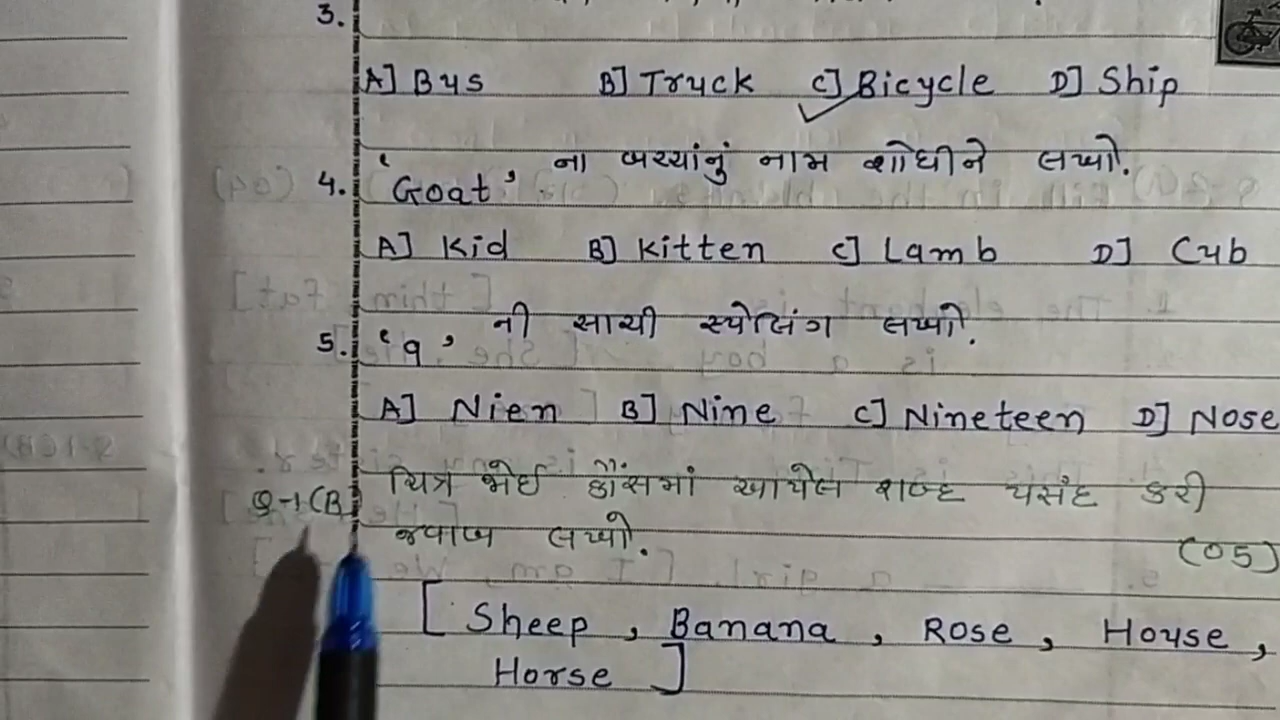 3.
A] Bus B] Truck C] Bicycle D] Ship
4. 'Goat' ના બચ્ચાંનું નામ શોધીને લખો.
A] Kid B] Kitten C] Lamb D] Cub
5. '9' ની સાચી સ્પેલિંગ લખો.
A] Nien B] Nine C] Nineteen D] Nose
Q-1(B) ચિત્ર જોઈ કૌંસમાં આપેલ શબ્દ પસંદ કરી
જવાબ લખો. (05)
[ Sheep, Banana, Rose, House,
Horse ]